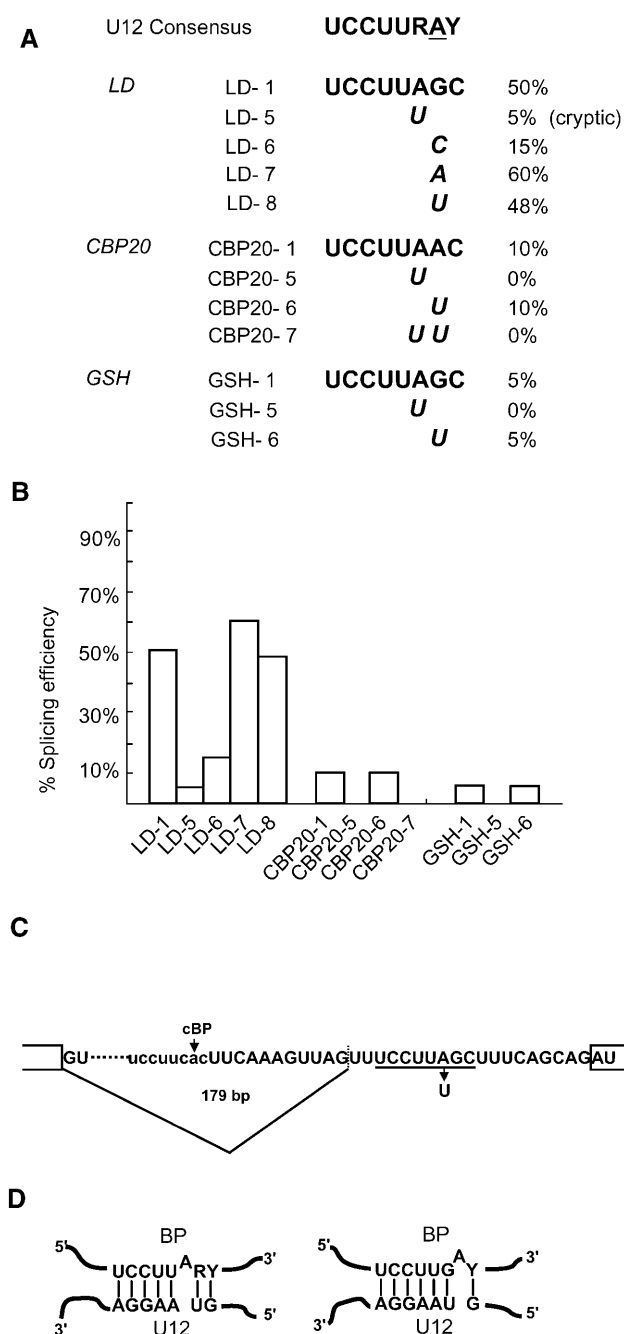 A
U12 Consensus UCCUURAY
LD LD- 1 UCCUUAGC 50%
LD- 5 U 5% (cryptic)
LD- 6 C 15%
LD- 7 A 60%
LD- 8 U 48%
CBP20 CBP20- 1 UCCUUAAC 10%
CBP20- 5 U 0%
CBP20- 6 U 10%
CBP20- 7 U U 0%
GSH GSH- 1 UCCUUAGC 5%
GSH- 5 U 0%
GSH- 6 U 5%
B
% Splicing efficiency
90%
70%
50%
30%
10%
LD-1 LD-5 LD-6 LD-7 LD-8 CBP20-1 CBP20-5 CBP20-6 CBP20-7 GSH-1 GSH-5 GSH-6
C
cBP
GU uccuucacUUCAAAGUUAGUUUCCUUAGCUUUCAGCAGAU
179 bp
U
D
BP
5' UCCUUARY 3'
3' AGGAA UG 5'
U12
BP
5' UCCUUGAY 3'
3' AGGAAU G 5'
U12